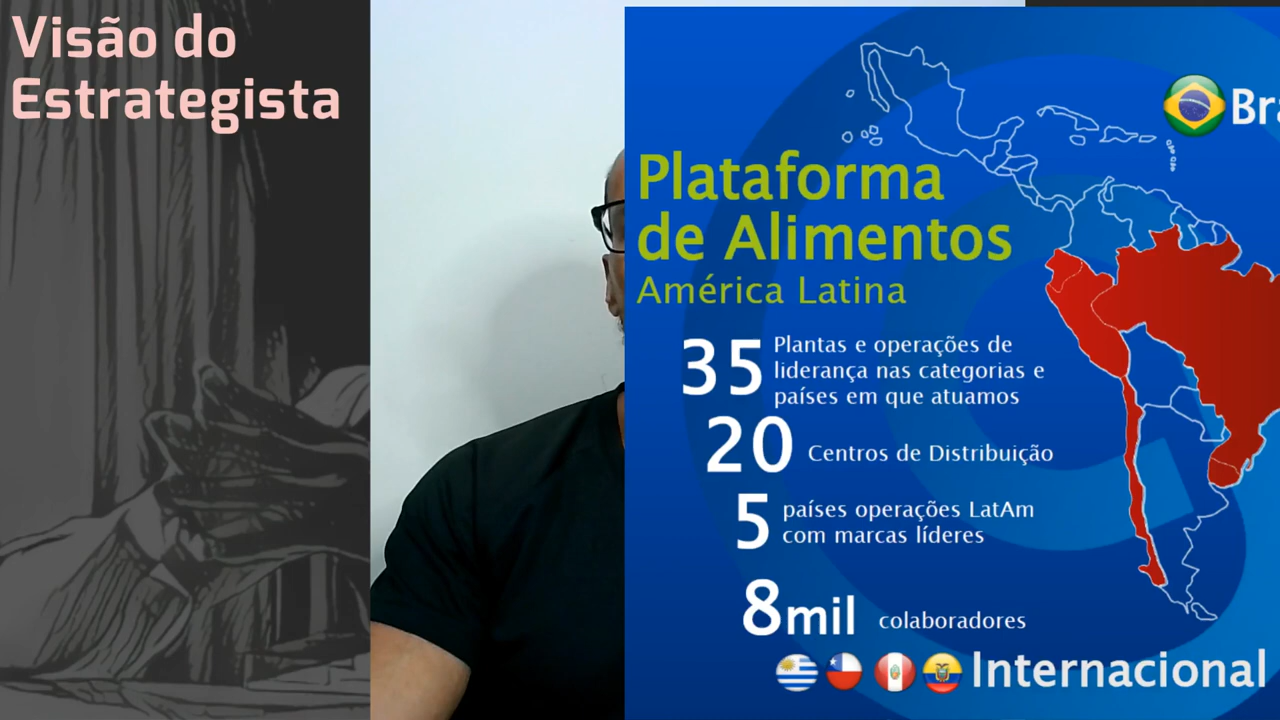 Visão do
Estrategista
Bra
Plataforma
de Alimentos
América Latina
35
Plantas e operações de
liderança nas categorias e
países em que atuamos
20 Centros de Distribuição
5
países operações LatAm
com marcas líderes
8mil colaboradores
Internacional